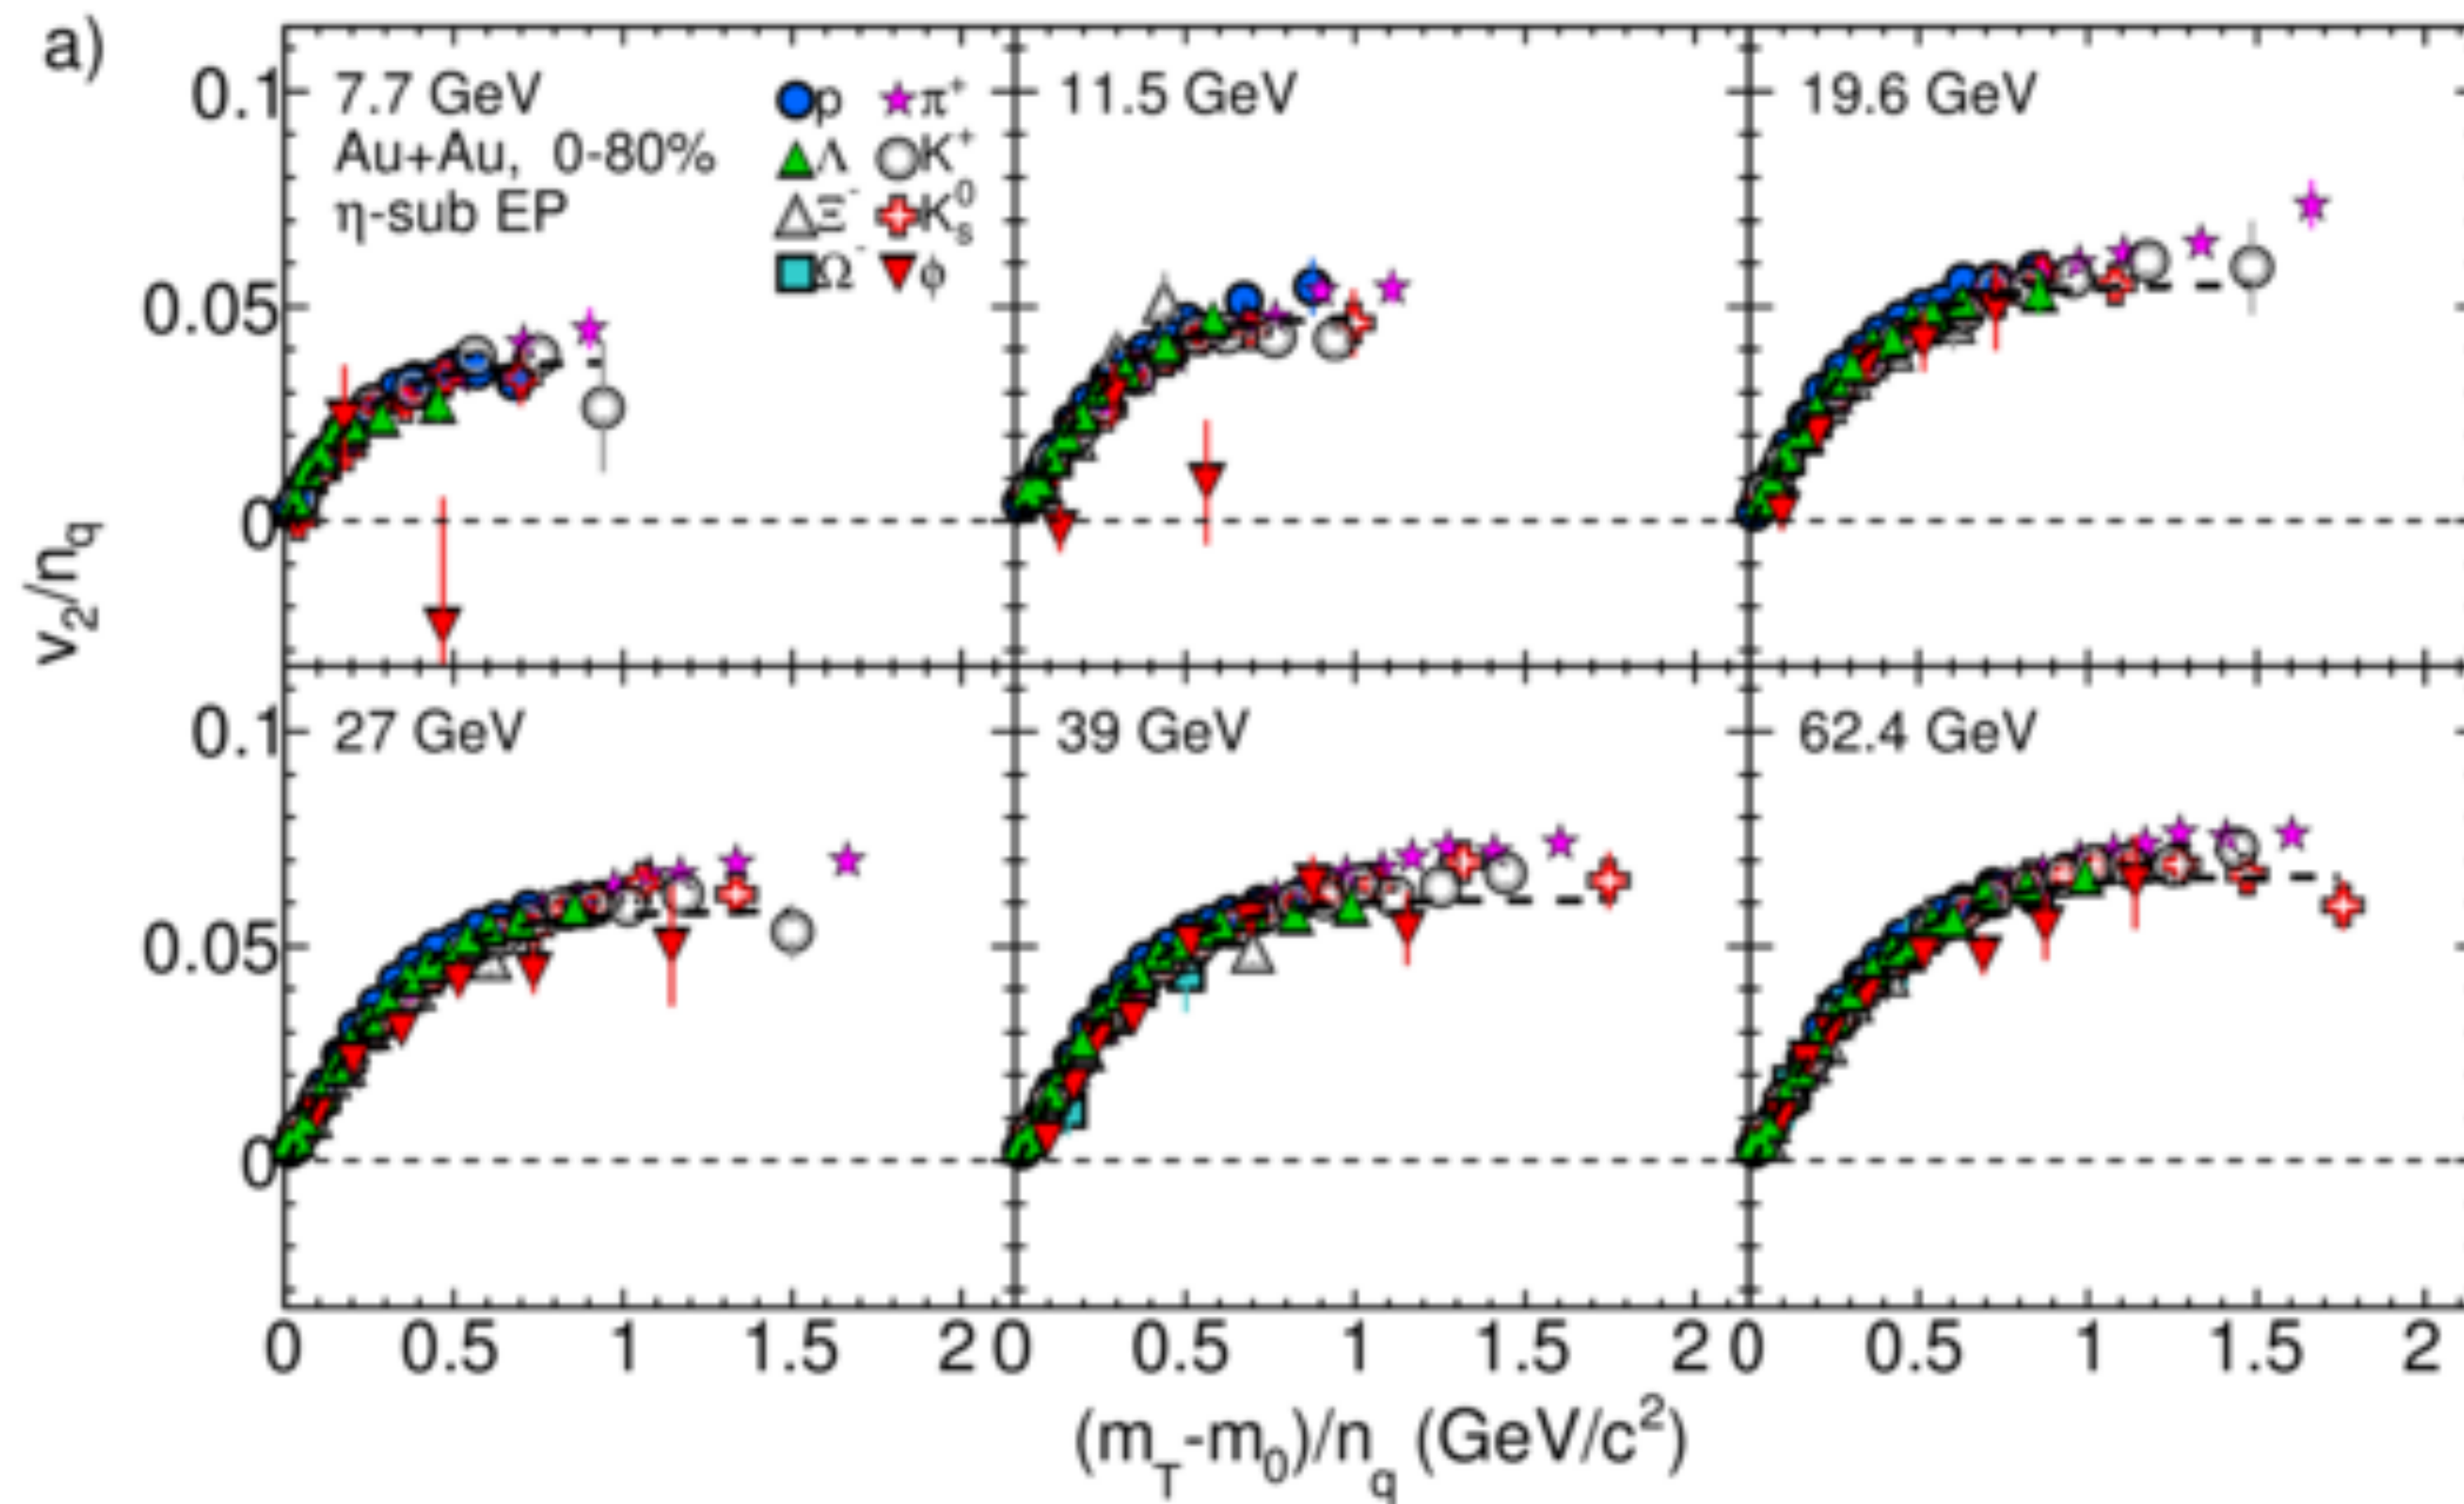 a)
0.1 7.7 GeV p π⁺ 11.5 GeV 19.6 GeV
Au+Au, 0-80% Λ K⁺
η-sub EP Ξ⁻ K⁰ₛ
Ω⁻ ϕ
0.05
0
v₂/n_q
0.1 27 GeV 39 GeV 62.4 GeV
0.05
0
0 0.5 1 1.5 2 0 0.5 1 1.5 2 0 0.5 1 1.5 2
(m_T-m₀)/n_q (GeV/c²)